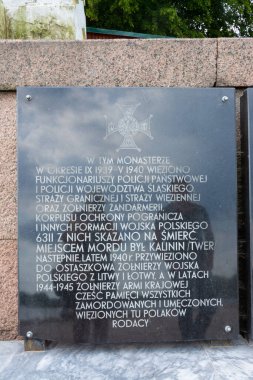 W TYM MONASTERZE
W OKRESIE IX 1939 - V 1940 WIĘZIONO
FUNKCJONARIUSZY POLICJI PAŃSTWOWEJ
I POLICJI WOJEWÓDZTWA ŚLĄSKIEGO
STRAŻY GRANICZNEJ I STRAŻY WIĘZIENNEJ
ORAZ ŻOŁNIERZY ŻANDARMERII,
KORPUSU OCHRONY POGRANICZA
I INNYCH FORMACJI WOJSKA POLSKIEGO
6311 Z NICH SKAZANO NA ŚMIERĆ
MIEJSCEM MORDU BYŁ KALININ /TWER
NASTĘPNIE LATEM 1940 r PRZYWIEZIONO
DO OSTASZKOWA ŻOŁNIERZY WOJSKA
POLSKIEGO Z LITWY I ŁOTWY, A W LATACH
1944-1945 ŻOŁNIERZY ARMII KRAJOWEJ
CZEŚĆ PAMIĘCI WSZYSTKICH
ZAMORDOWANYCH I UMĘCZONYCH,
WIĘZIONYCH TU POLAKÓW
RODACY